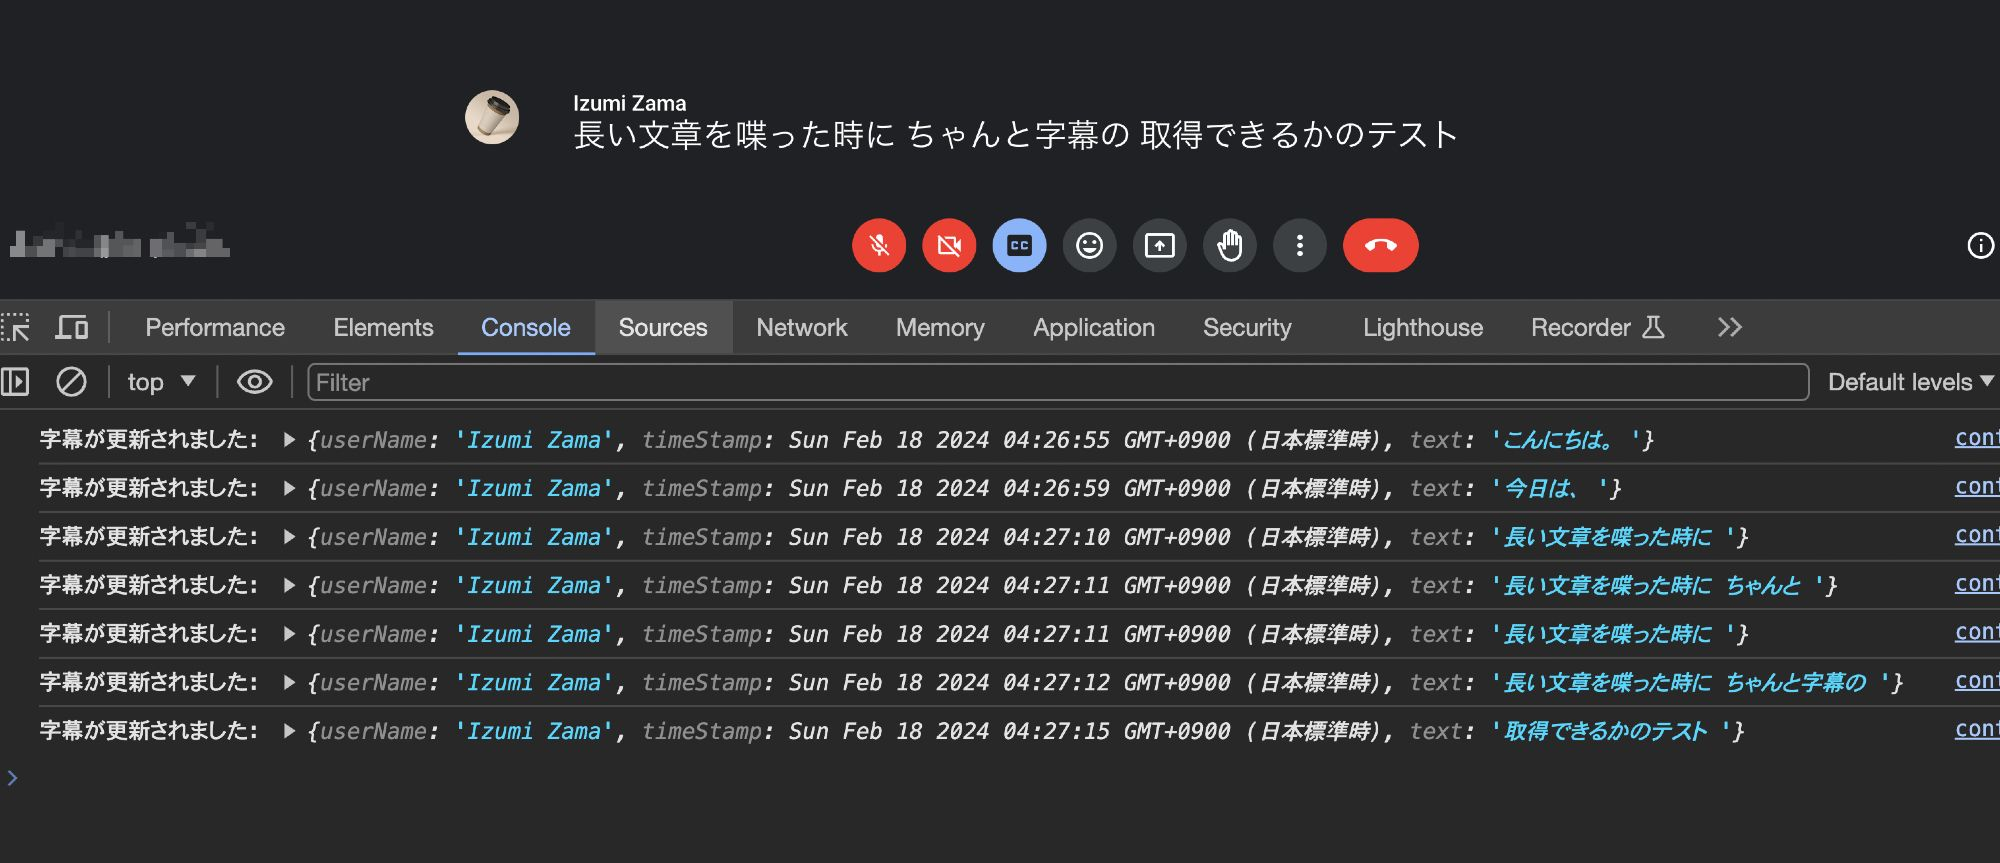 Izumi Zama
長い文章を喋った時に ちゃんと字幕の 取得できるかのテスト
CC
Performance Elements Console Sources Network Memory Application Security Lighthouse Recorder
top Filter Default levels
字幕が更新されました: {userName: 'Izumi Zama', timeStamp: Sun Feb 18 2024 04:26:55 GMT+0900 (日本標準時), text: 'こんにちは。 '} cont
字幕が更新されました: {userName: 'Izumi Zama', timeStamp: Sun Feb 18 2024 04:26:59 GMT+0900 (日本標準時), text: '今日は、 '} cont
字幕が更新されました: {userName: 'Izumi Zama', timeStamp: Sun Feb 18 2024 04:27:10 GMT+0900 (日本標準時), text: '長い文章を喋った時に '} cont
字幕が更新されました: {userName: 'Izumi Zama', timeStamp: Sun Feb 18 2024 04:27:11 GMT+0900 (日本標準時), text: '長い文章を喋った時に ちゃんと '} cont
字幕が更新されました: {userName: 'Izumi Zama', timeStamp: Sun Feb 18 2024 04:27:11 GMT+0900 (日本標準時), text: '長い文章を喋った時に '} cont
字幕が更新されました: {userName: 'Izumi Zama', timeStamp: Sun Feb 18 2024 04:27:12 GMT+0900 (日本標準時), text: '長い文章を喋った時に ちゃんと字幕の '} cont
字幕が更新されました: {userName: 'Izumi Zama', timeStamp: Sun Feb 18 2024 04:27:15 GMT+0900 (日本標準時), text: '取得できるかのテスト '} cont